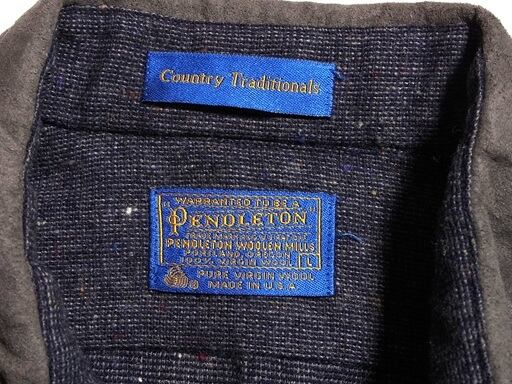 Country Traditionals
WARRANTED TO BE A
"PENDLETON"
PENDLETON WOOLEN MILLS
PORTLAND, OREGON
100% VIRGIN WOOL L
PURE VIRGIN WOOL
MADE IN U.S.A.